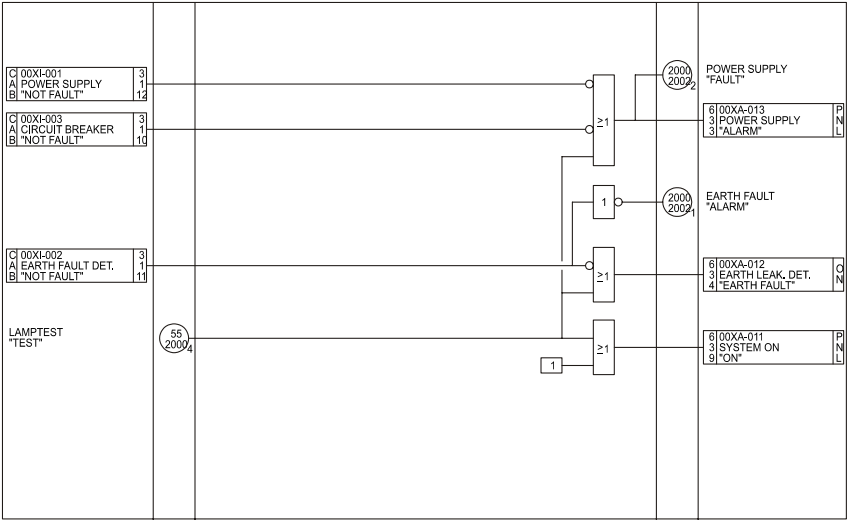 C 00XI-001 3
A POWER SUPPLY 1
B "NOT FAULT" 12
C 00XI-003 3
A CIRCUIT BREAKER 1
B "NOT FAULT" 10
≥1
2000
2002 2
POWER SUPPLY
"FAULT"
6 00XA-013 P
3 POWER SUPPLY N
3 "ALARM" L
1
2000
2002 1
EARTH FAULT
"ALARM"
C 00XI-002 3
A EARTH FAULT DET. 1
B "NOT FAULT" 11
≥1
6 00XA-012 O
3 EARTH LEAK. DET. N
4 "EARTH FAULT"
LAMPTEST
"TEST"
55
2000 4
≥1
1
6 00XA-011 P
3 SYSTEM ON N
9 "ON" L